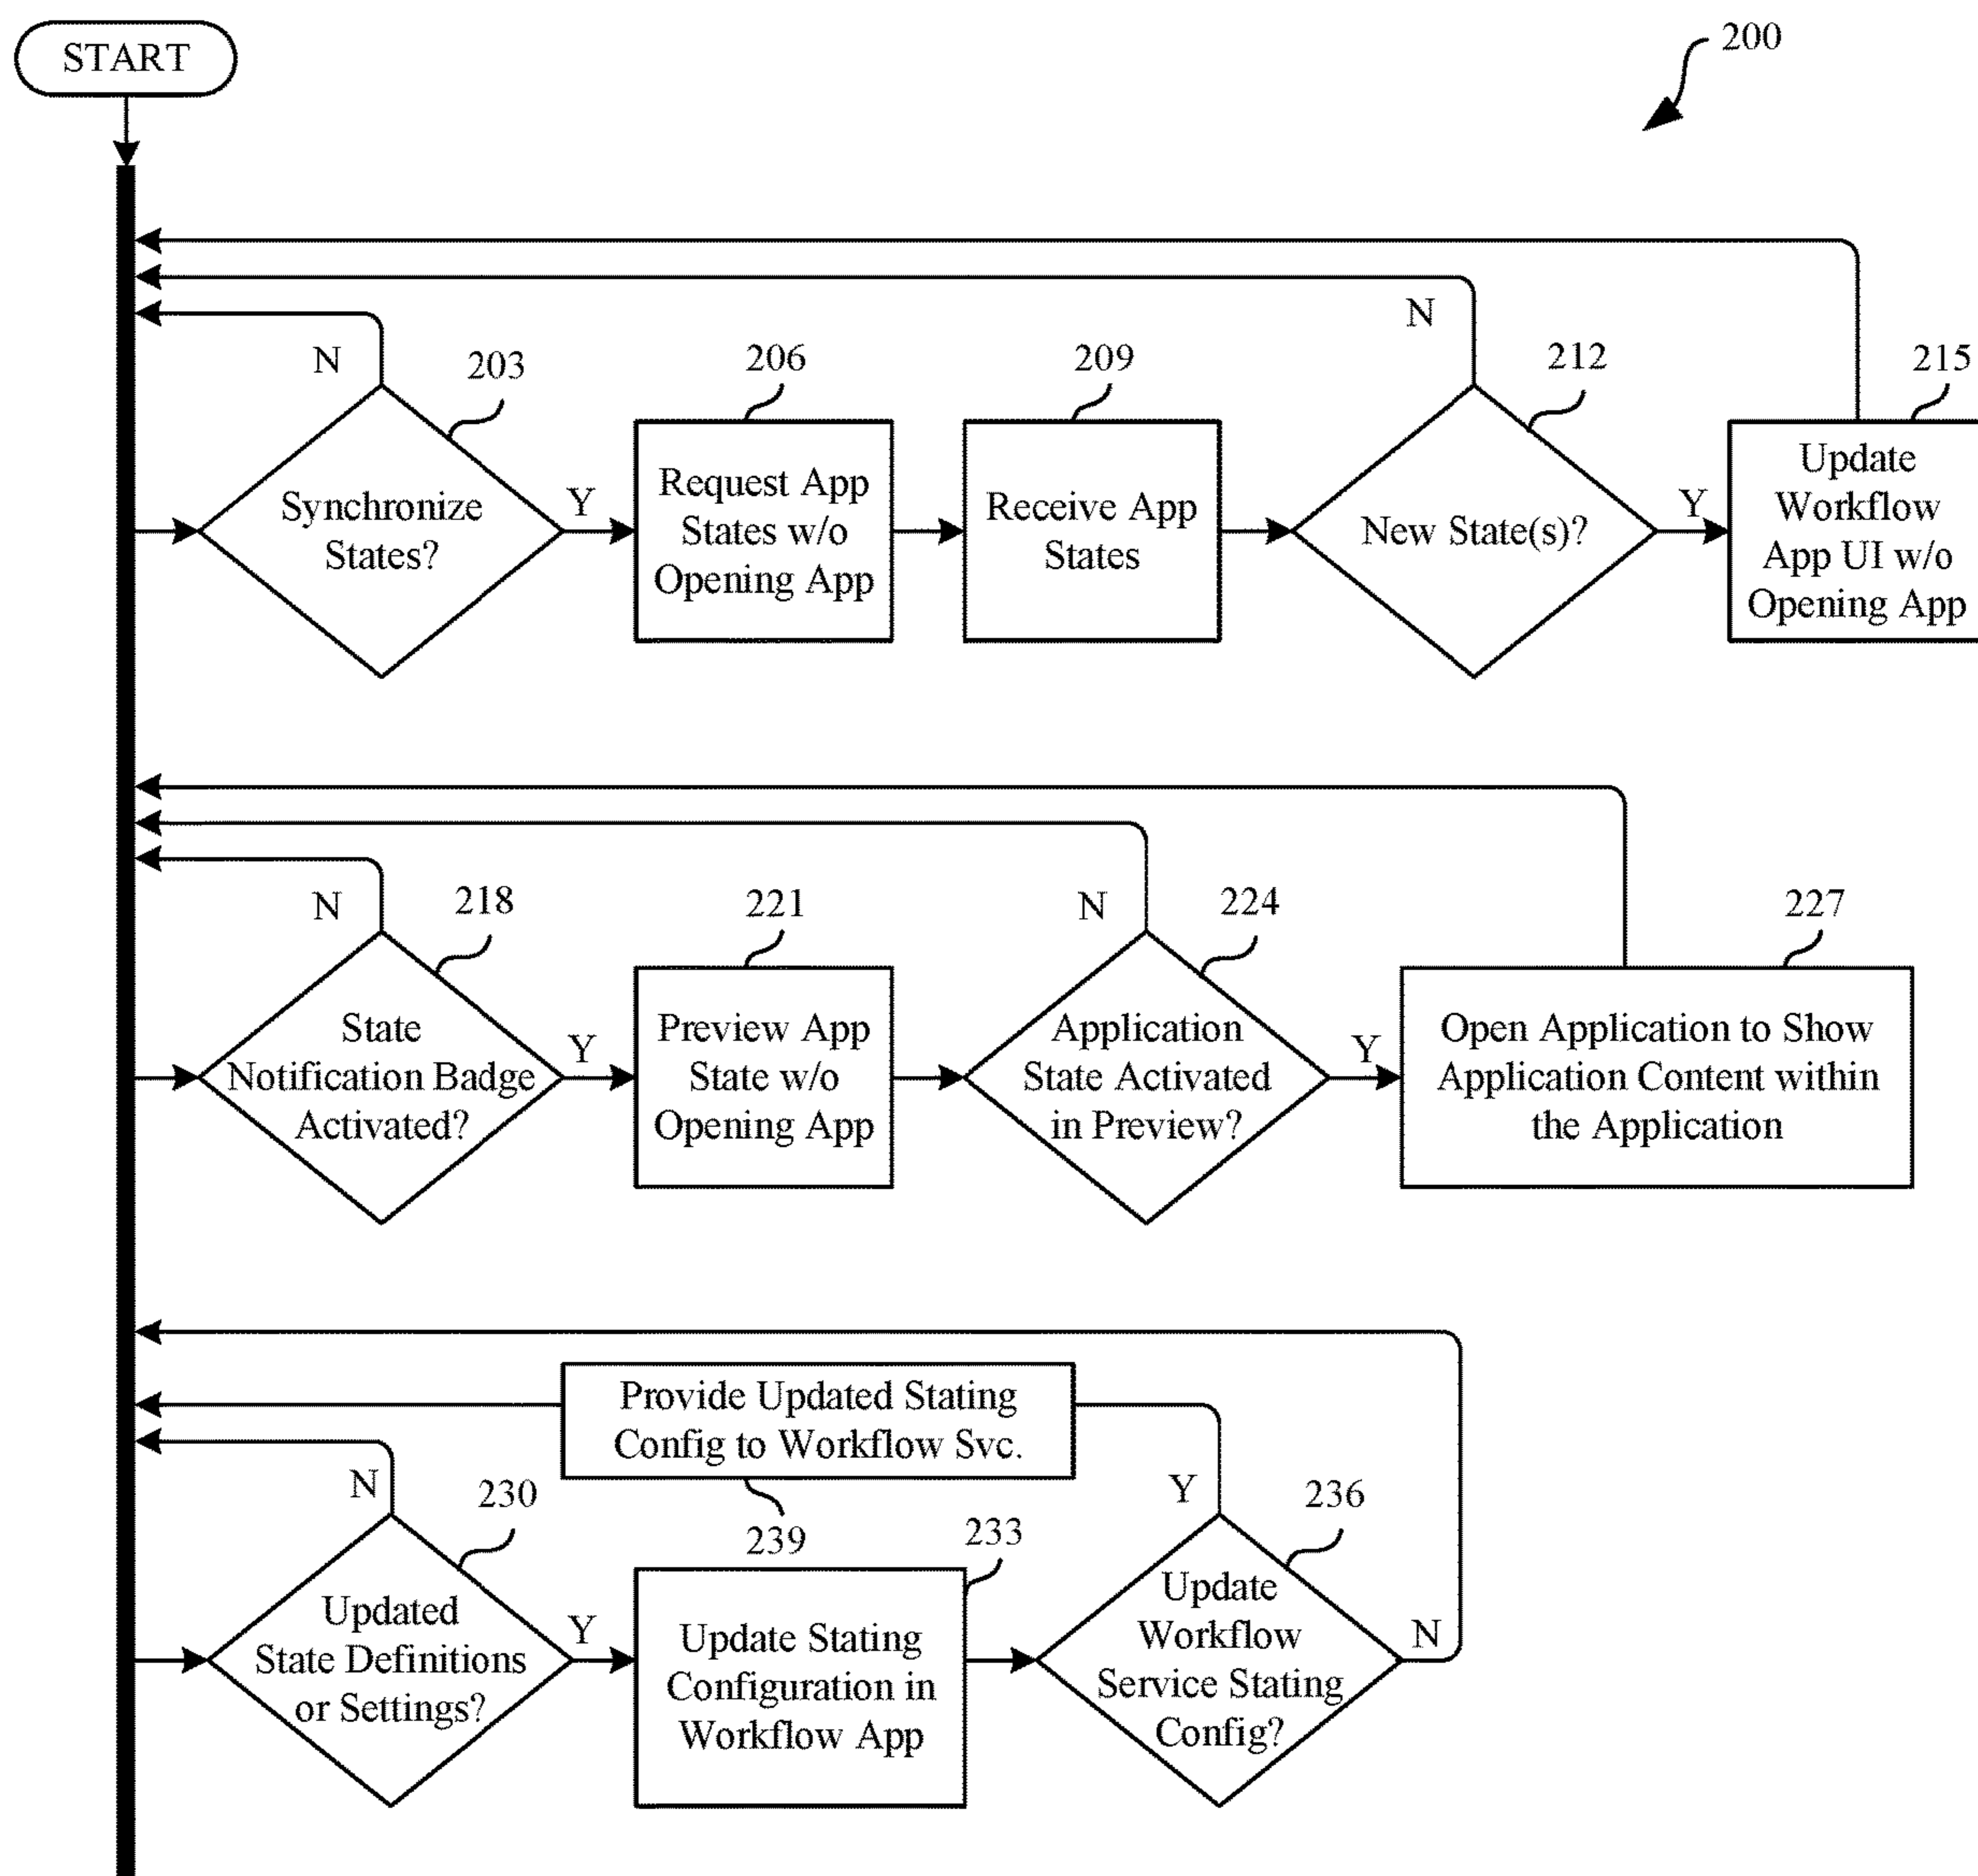 START
200
N
N
203
206
209
212
215
Synchronize
States?
Y
Request App
States w/o
Opening App
Receive App
States
New State(s)?
Y
Update
Workflow
App UI w/o
Opening App
N
218
221
N
224
227
State
Notification Badge
Activated?
Y
Preview App
State w/o
Opening App
Application
State Activated
in Preview?
Y
Open Application to Show
Application Content within
the Application
Provide Updated Stating
Config to Workflow Svc.
239
N
230
233
Y
236
Updated
State Definitions
or Settings?
Y
Update Stating
Configuration in
Workflow App
Update
Workflow
Service Stating
Config?
N